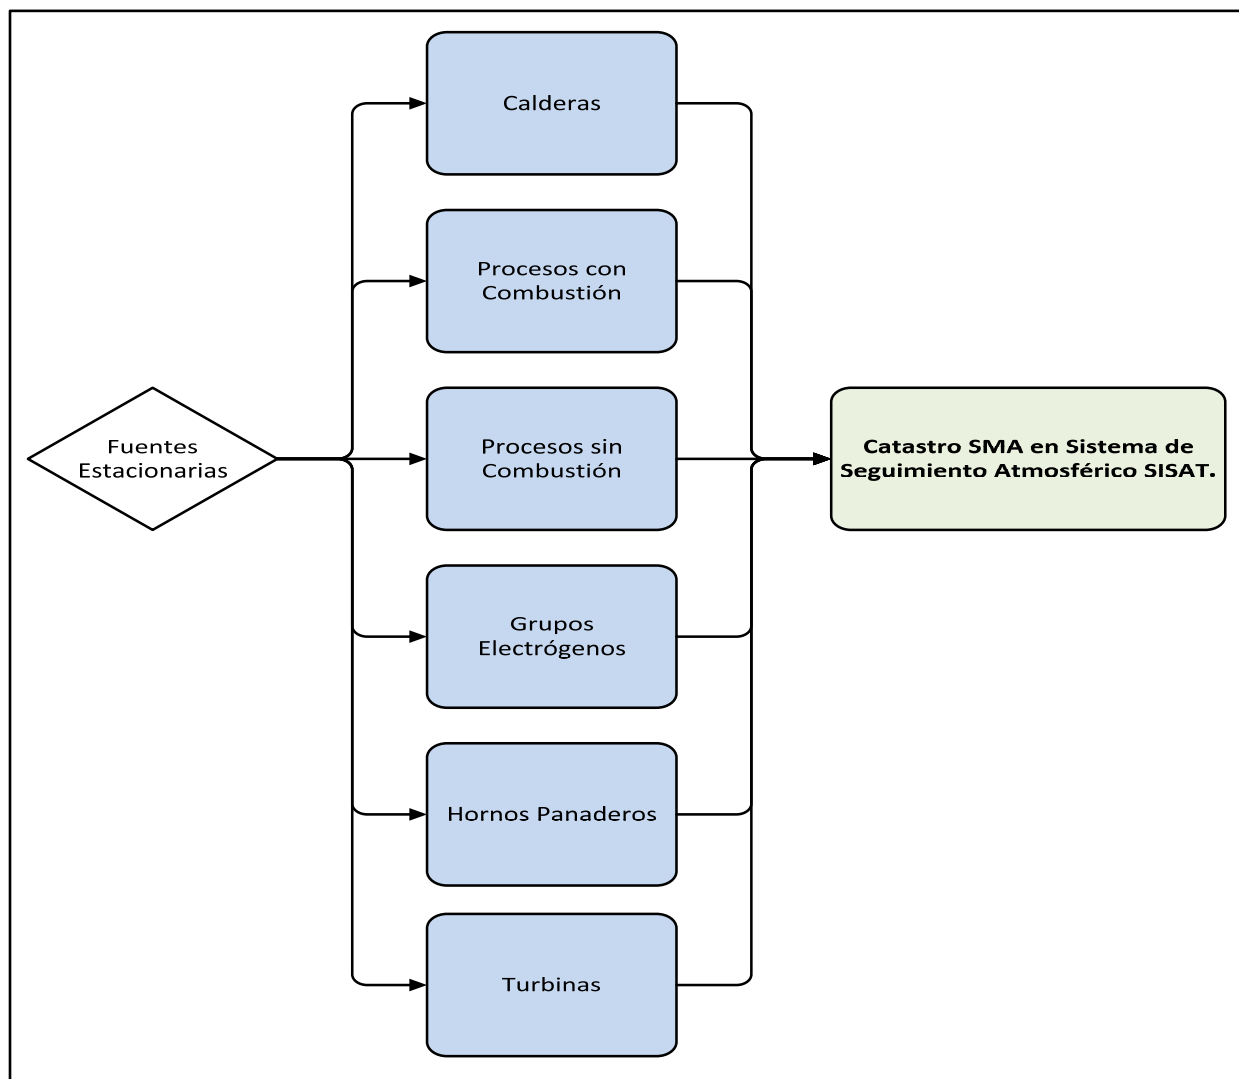 Calderas
Procesos con
Combustión
Fuentes
Estacionarias
Procesos sin
Combustión
Catastro SMA en Sistema de
Seguimiento Atmosférico SISAT.
Grupos
Electrógenos
Hornos Panaderos
Turbinas